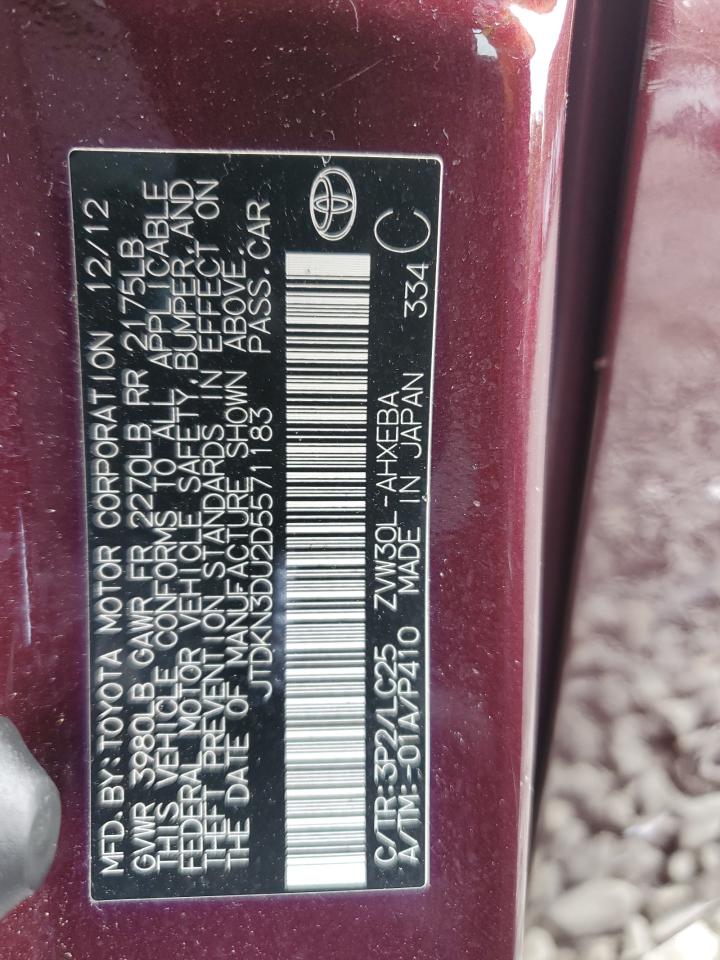 MFD. BY:TOYOTA MOTOR CORPORATION 12/12
GVWR 3980LB GAWR FR 2270LB RR 2175LB
THIS VEHICLE CONFORMS TO ALL APPLICABLE
FEDERAL MOTOR VEHICLE SAFETY, BUMPER, AND
THEFT PREVENTION STANDARDS IN EFFECT ON
THE DATE OF MANUFACTURE SHOWN ABOVE.
JTDKN3DU2D5571183 PASS.CAR
C/TR:3P2/LC25 ZVW30L-AHXEBA
A/TM:-01A/P410 MADE IN JAPAN 334 C